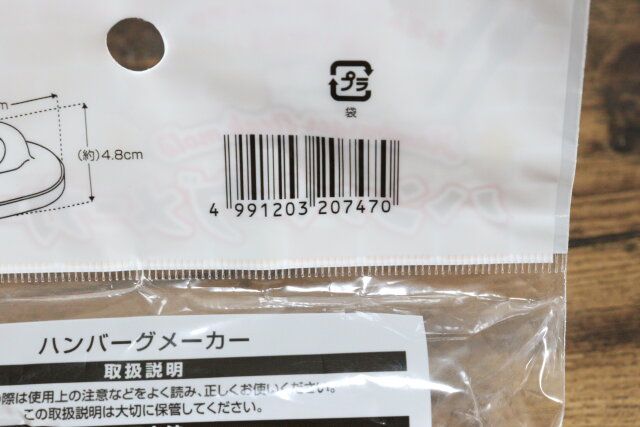 プラ
袋
(約)4.8cm
4 991203 207470
ハンバーグメーカー
取扱説明
際は使用上の注意などをよく読み、正しくお使いください。
この取扱説明は大切に保管してください。